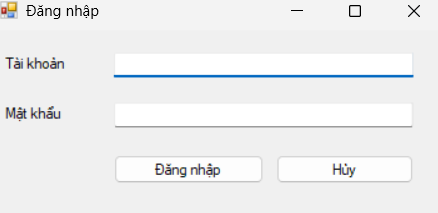 Đăng nhập
Tài khoản
Mật khẩu
Đăng nhập Hủy